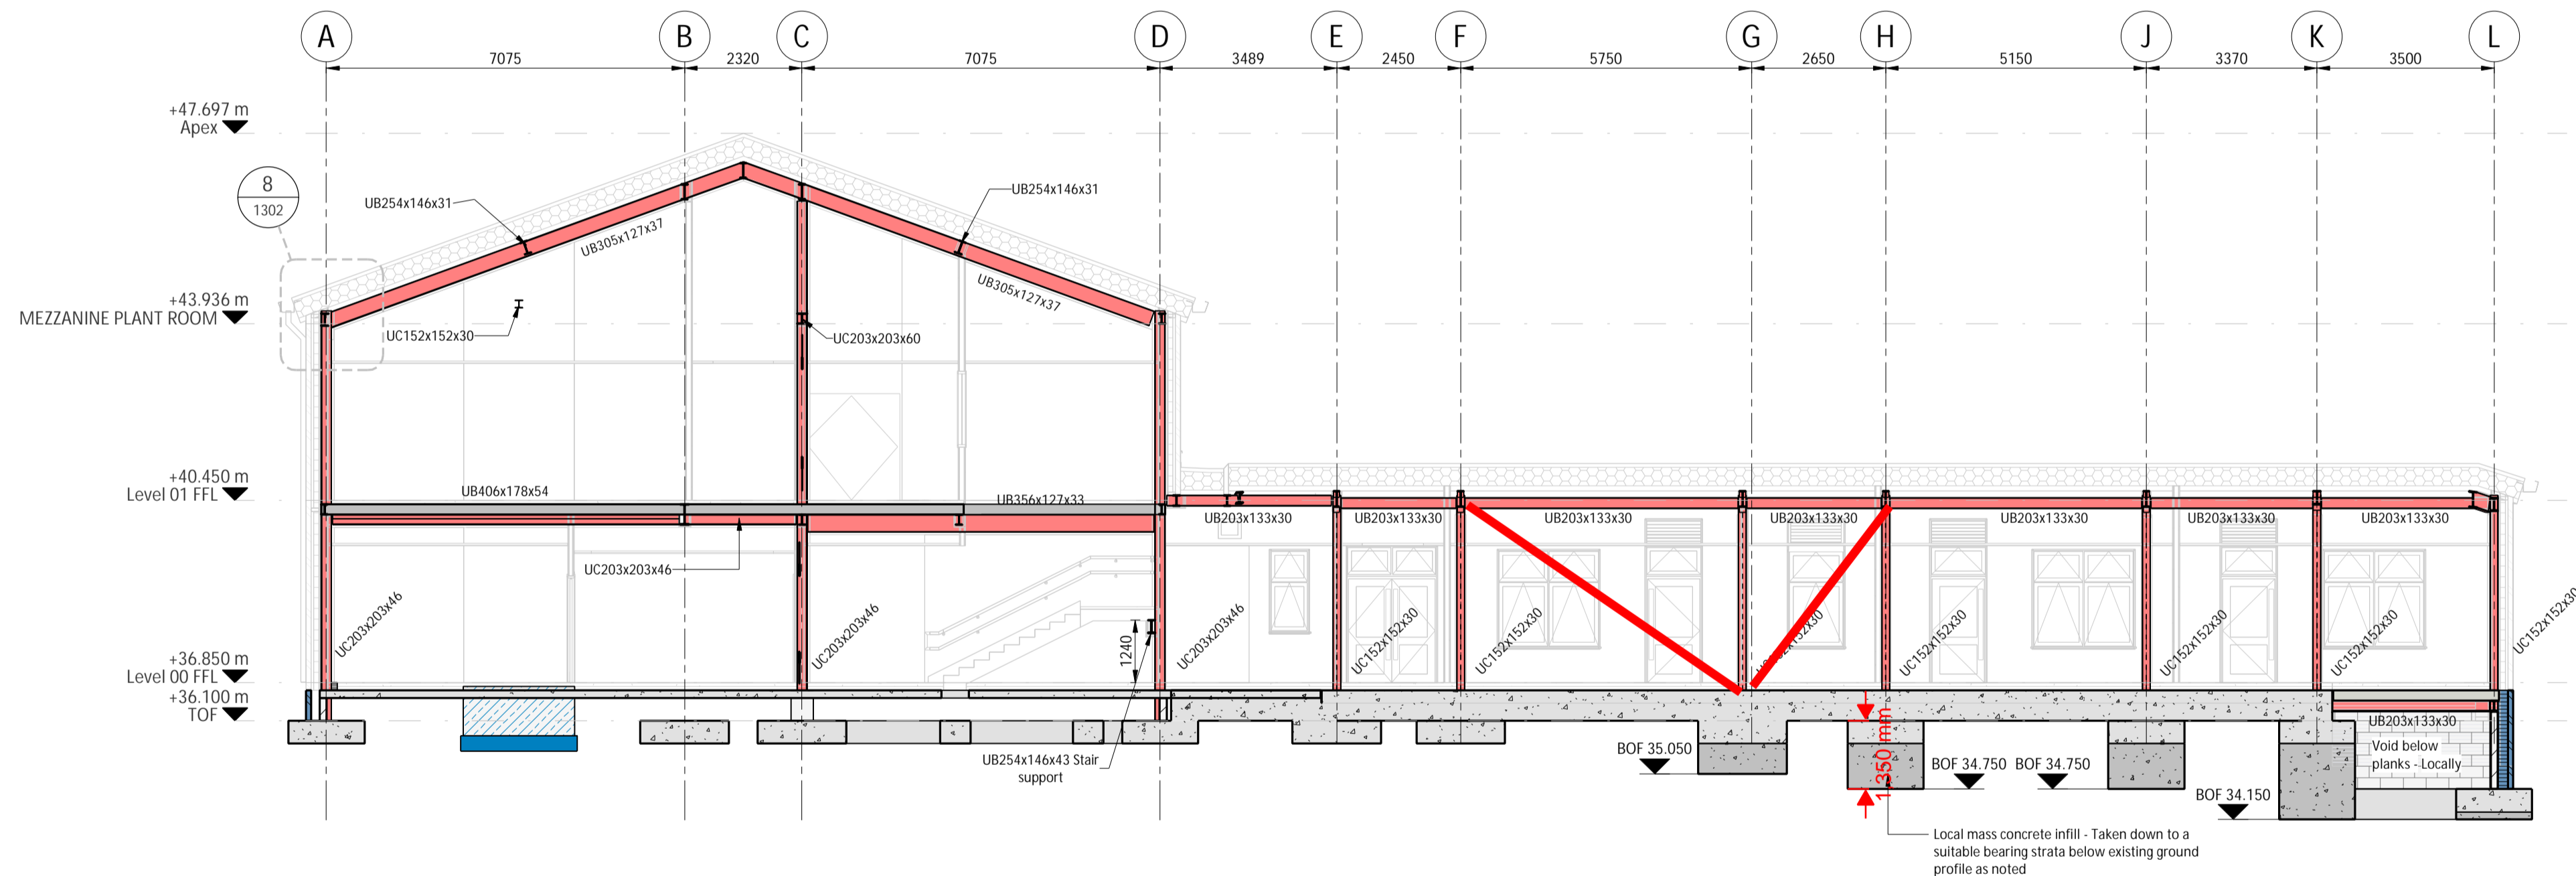 A B C D E F G H J K L
7075 2320 7075 3489 2450 5750 2650 5150 3370 3500
+47.697 m
Apex
8
1302
UB254x146x31
UB254x146x31
UB305x127x37
UB305x127x37
+43.936 m
MEZZANINE PLANT ROOM
UC152x152x30
UC203x203x60
+40.450 m
Level 01 FFL
UB406x178x54
UB356x127x33
UB203x133x30 UB203x133x30 UB203x133x30 UB203x133x30 UB203x133x30 UB203x133x30 UB203x133x30
UC203x203x46
UC203x203x46
UC203x203x46
UC203x203x46
UC152x152x30
UC152x152x30
UC152x152x30
UC152x152x30
UC152x152x30
UC152x152x30
UC152x152x30
1240
+36.850 m
Level 00 FFL
+36.100 m
TOF
UB254x146x43 Stair
support
1350 mm
UB203x133x30
Void below
planks - Locally
BOF 35.050
BOF 34.750
BOF 34.750
BOF 34.150
Local mass concrete infill - Taken down to a
suitable bearing strata below existing ground
profile as noted